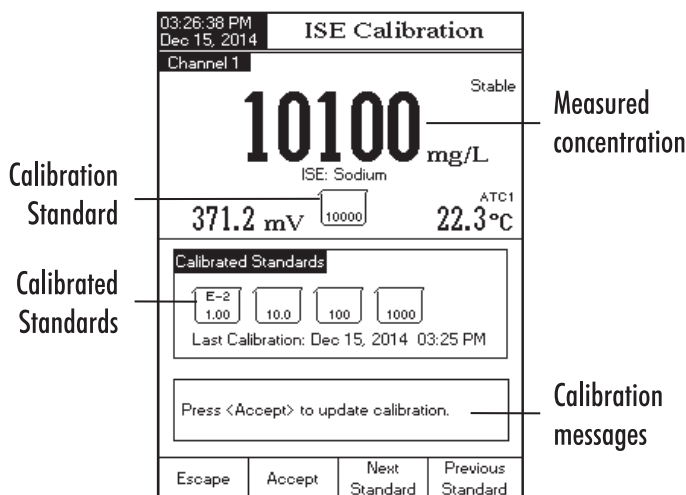 03:26:38 PM
Dec 15, 2014
ISE Calibration
Channel 1
Stable
10100 mg/L
Measured
concentration
ISE: Sodium
Calibration
Standard
371.2 mV
10000
ATC1
22.3°C
Calibrated Standards
Calibrated
Standards
E-2
1.00 10.0 100 1000
Last Calibration: Dec 15, 2014 03:25 PM
Press <Accept> to update calibration.
Calibration
messages
Escape
Accept
Next
Standard
Previous
Standard